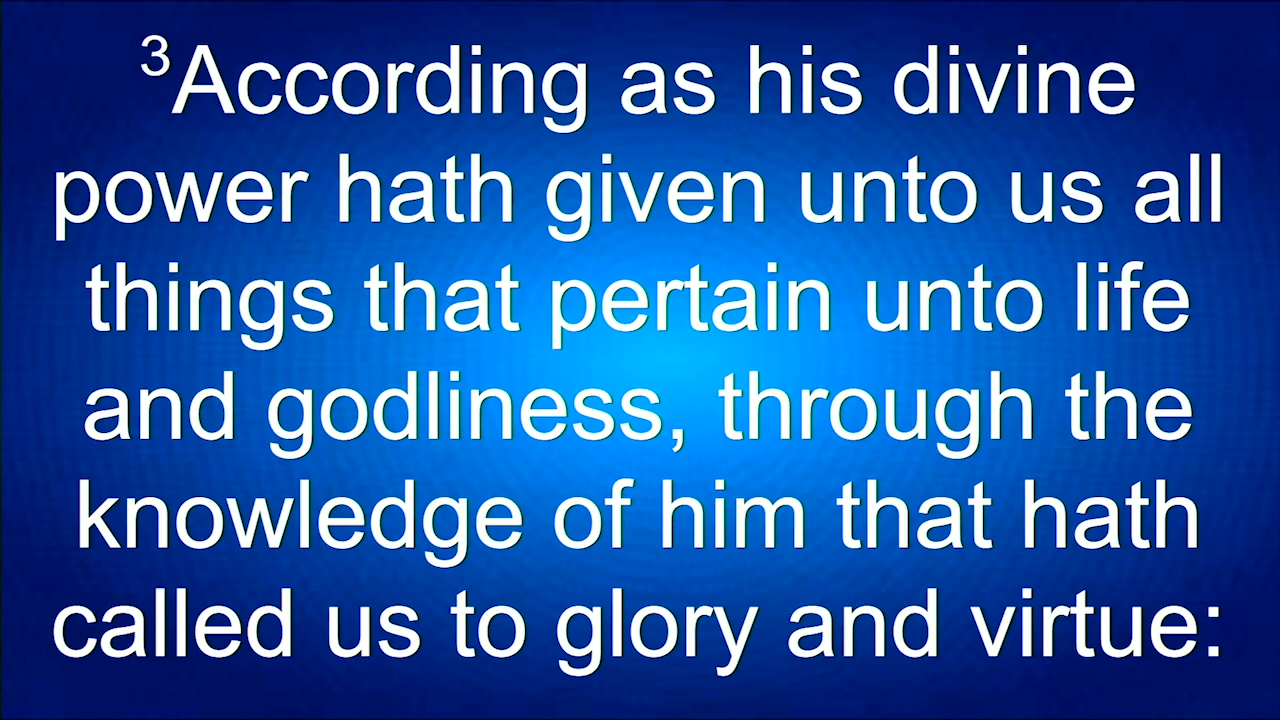 ³According as his divine
power hath given unto us all
things that pertain unto life
and godliness, through the
knowledge of him that hath
called us to glory and virtue: